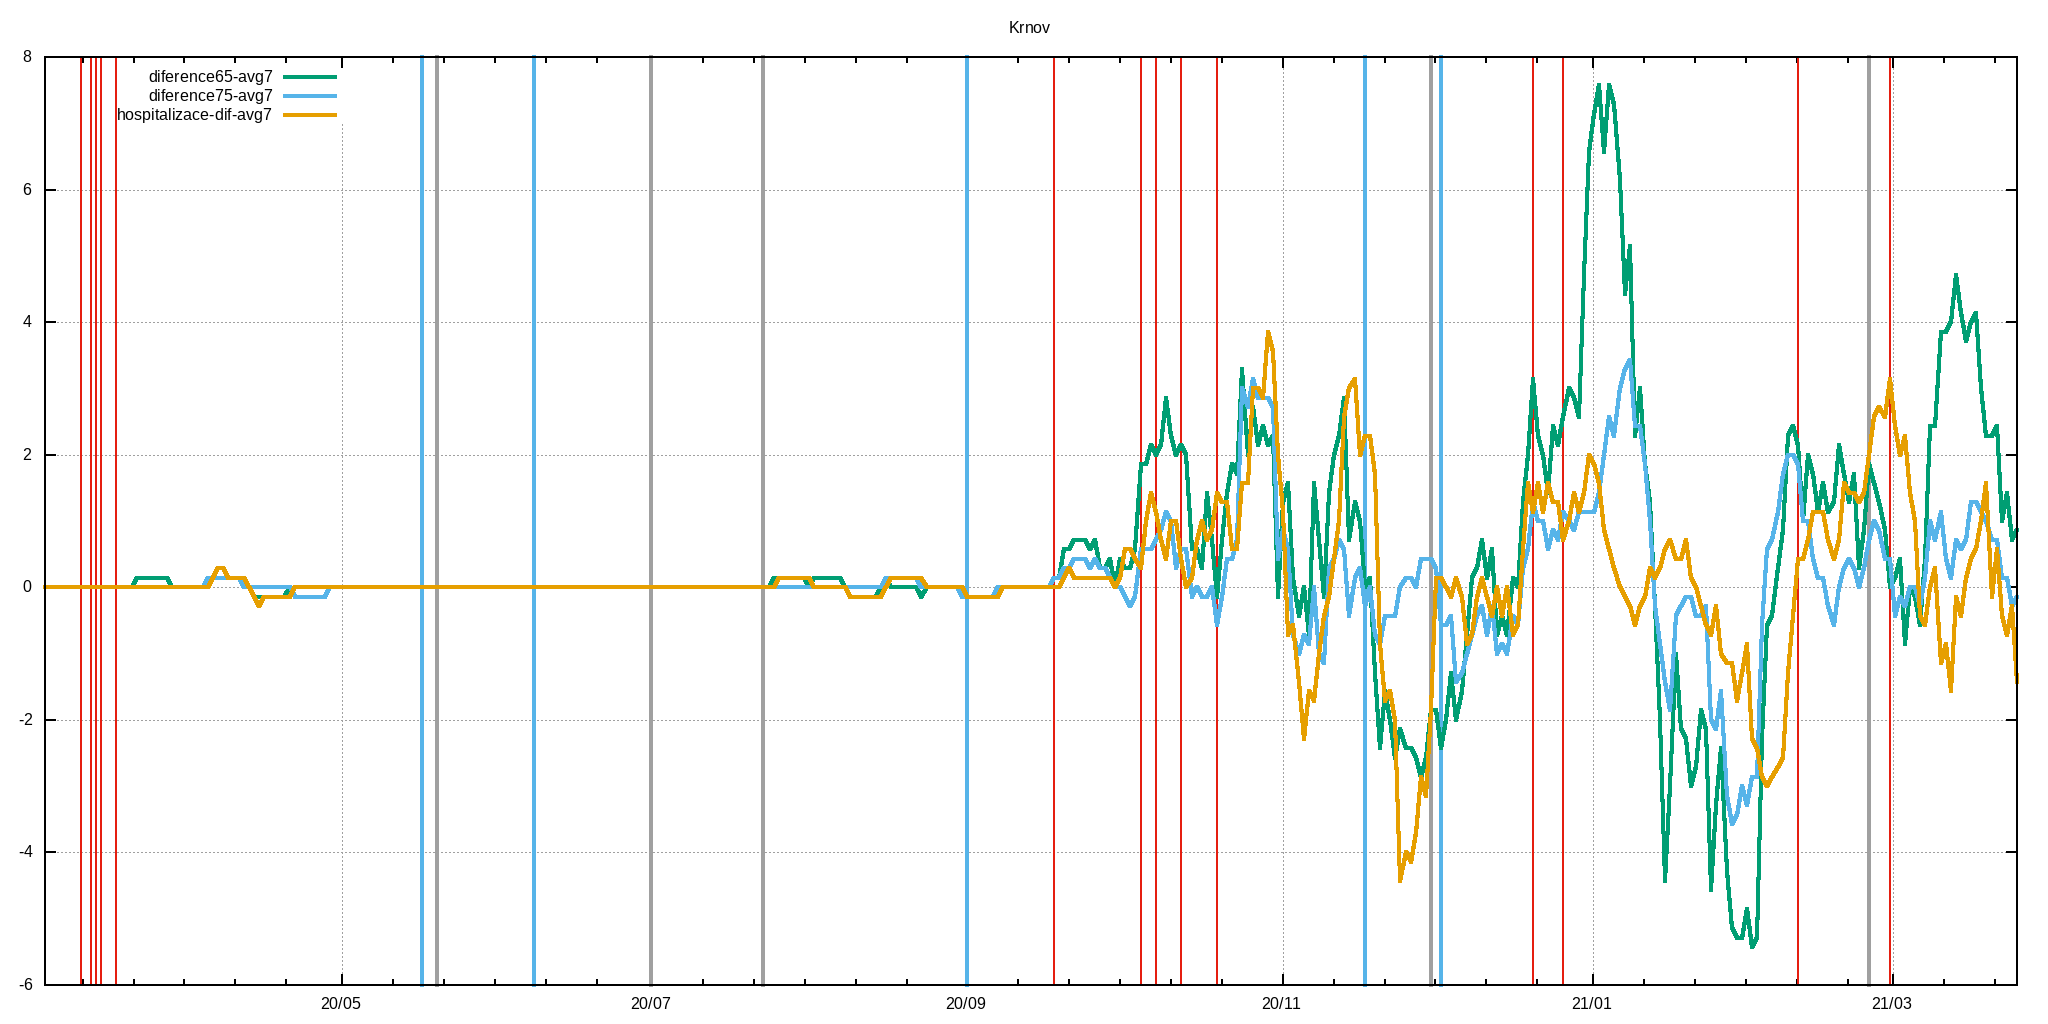 Krnov
diference65-avg7
diference75-avg7
hospitalizace-dif-avg7
8
6
4
2
0
-2
-4
-6
20/05 20/07 20/09 20/11 21/01 21/03